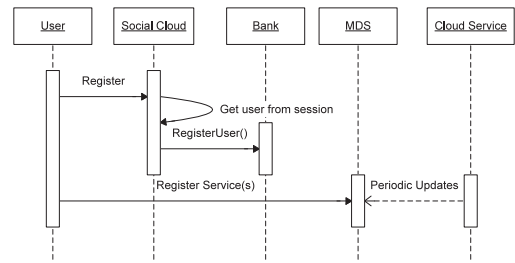 User
Social Cloud
Bank
MDS
Cloud Service
Register
Get user from session
RegisterUser()
Register Service(s)
Periodic Updates